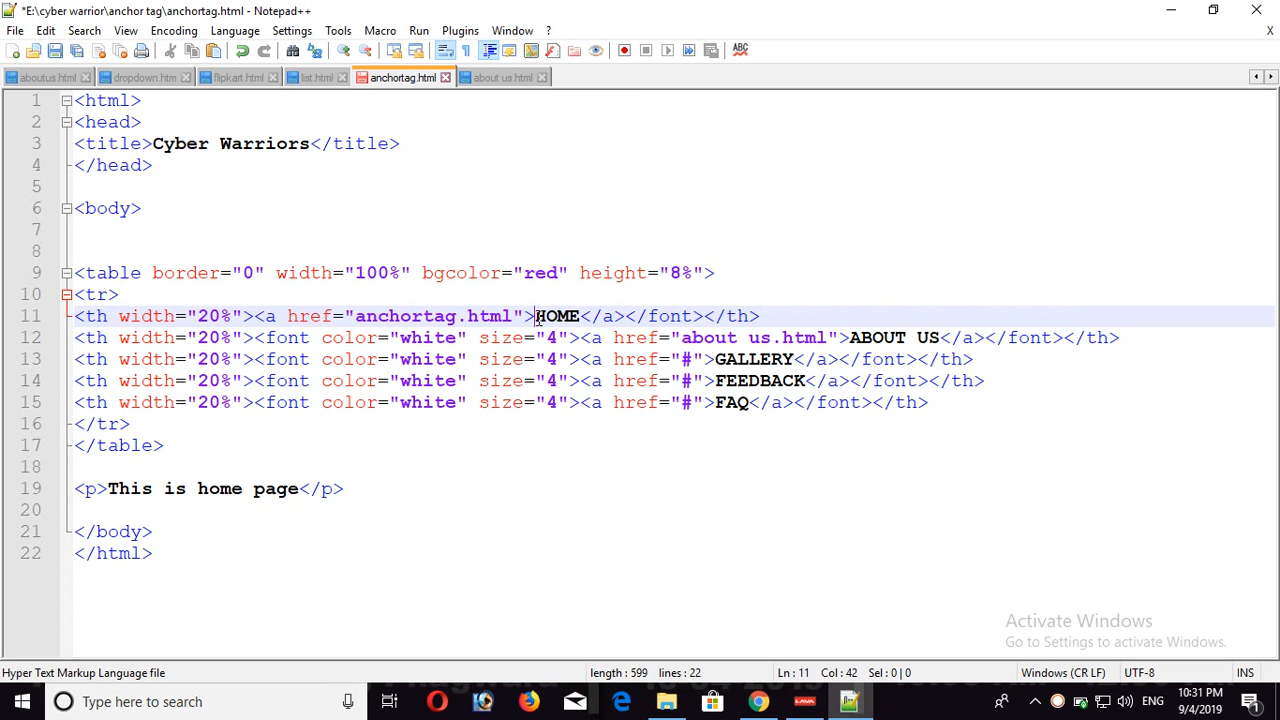 *E:\cyber warrior\anchor tag\anchortag.html - Notepad++
File Edit Search View Encoding Language Settings Tools Macro Run Plugins Window ?
X
aboutus.html dropdown.htm flipkart.html list.html anchortag.html about us.html
1 <html>
2 <head>
3 <title>Cyber Warriors</title>
4 </head>
5
6 <body>
7
8
9 <table border="0" width="100%" bgcolor="red" height="8%">
10 <tr>
11 <th width="20%"><a href="anchortag.html">HOME</a></font></th>
12 <th width="20%"><font color="white" size="4"><a href="about us.html">ABOUT US</a></font></th>
13 <th width="20%"><font color="white" size="4"><a href="#">GALLERY</a></font></th>
14 <th width="20%"><font color="white" size="4"><a href="#">FEEDBACK</a></font></th>
15 <th width="20%"><font color="white" size="4"><a href="#">FAQ</a></font></th>
16 </tr>
17 </table>
18
19 <p>This is home page</p>
20
21 </body>
22 </html>
Activate Windows
Go to Settings to activate Windows.
Hyper Text Markup Language file length : 599 lines : 22 Ln : 11 Col : 42 Sel : 0 | 0 Windows (CR LF) UTF-8 INS
Type here to search ENG 10:31 PM
9/4/2019